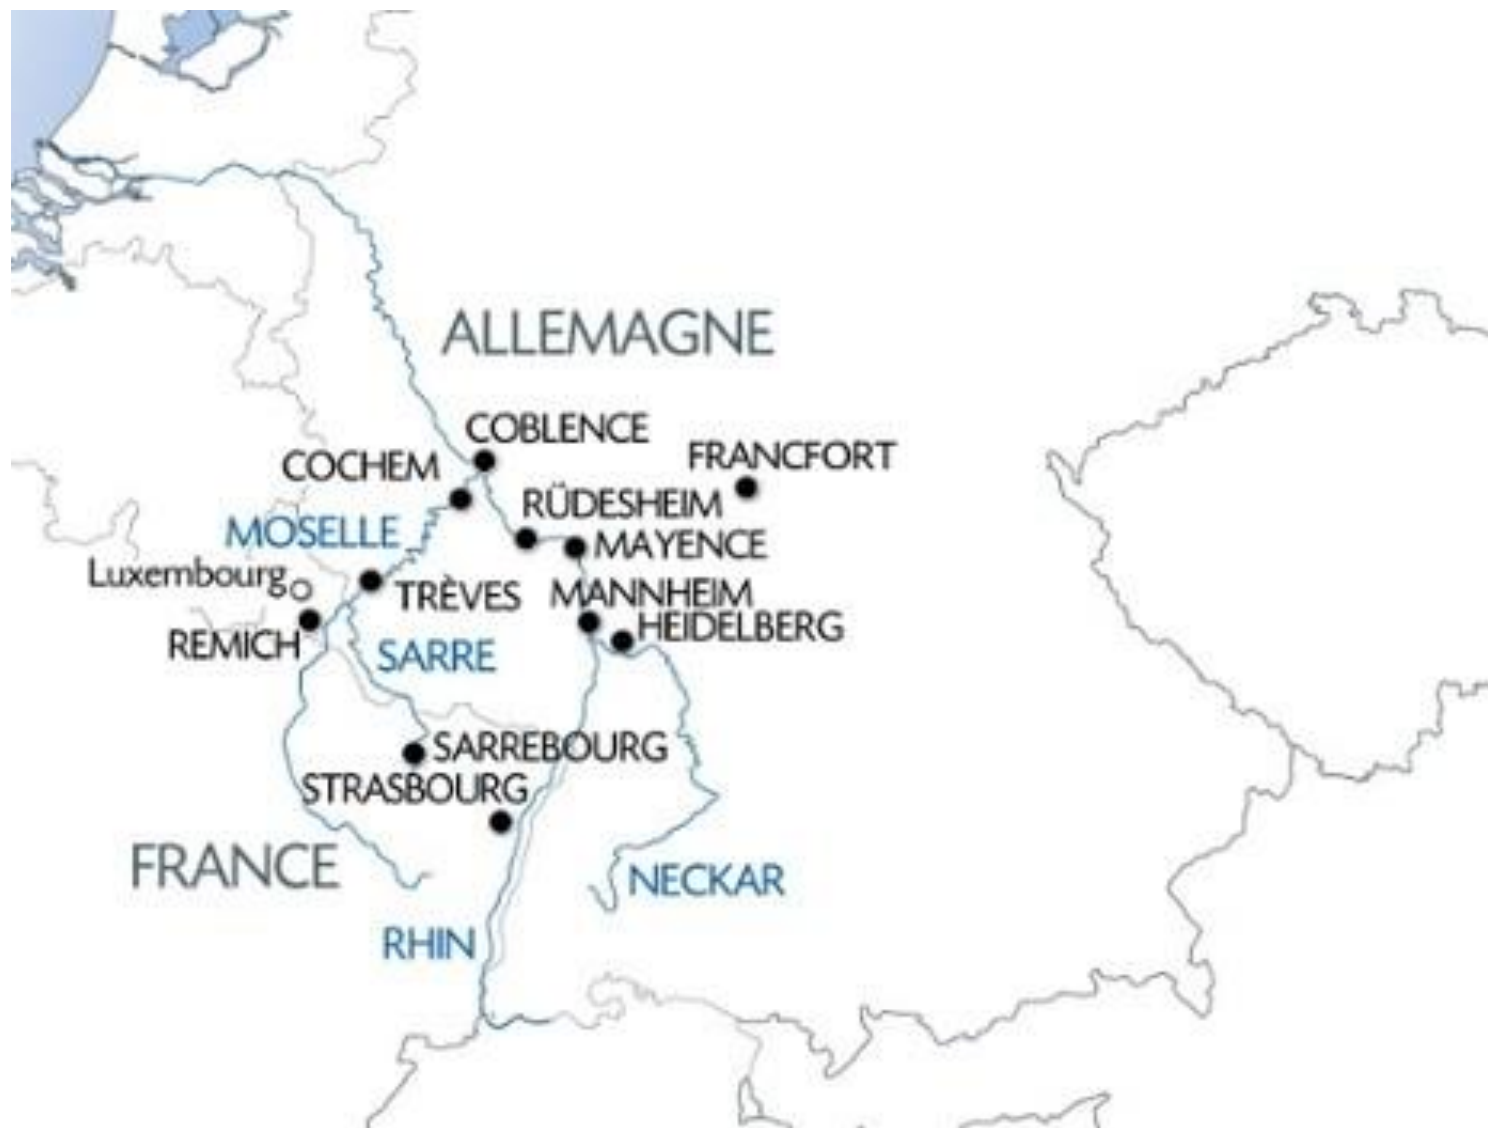 ALLEMAGNE
COBLENCE
FRANCFORT
COCHEM
RÜDESHEIM
MOSELLE
MAYENCE
Luxembourg
TRÈVES
MANNHEIM
HEIDELBERG
REMICH
SARRE
SARREBOURG
STRASBOURG
FRANCE
NECKAR
RHIN